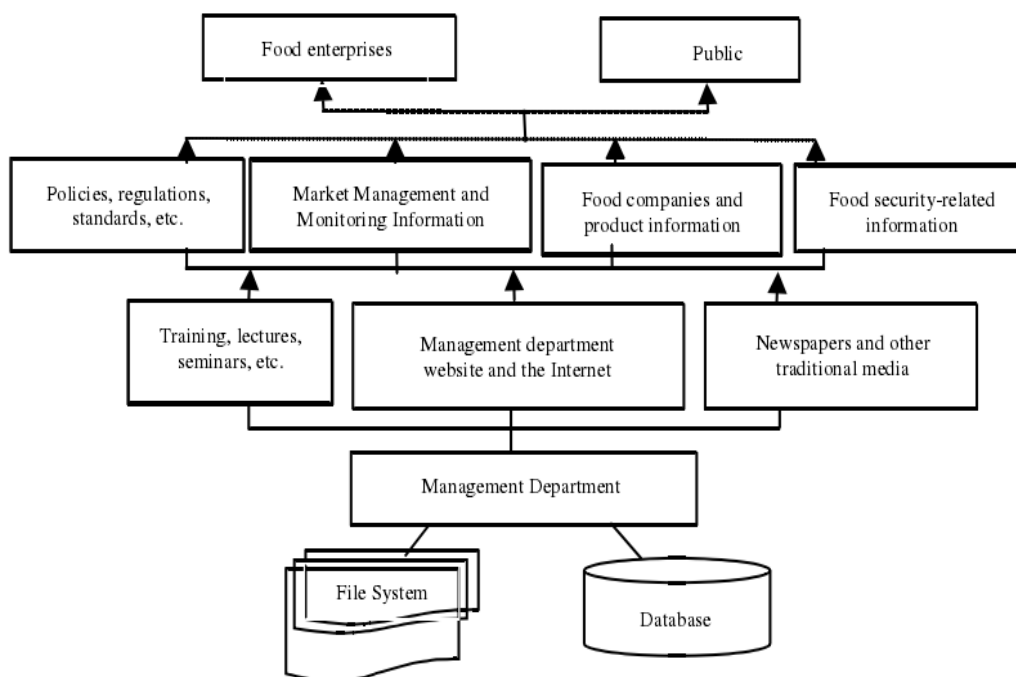 Food enterprises
Public
Policies, regulations,
standards, etc.
Market Management and
Monitoring Information
Food companies and
product information
Food security-related
information
Training, lectures,
seminars, etc.
Management department
website and the Internet
Newspapers and other
traditional media
Management Department
File System
Database